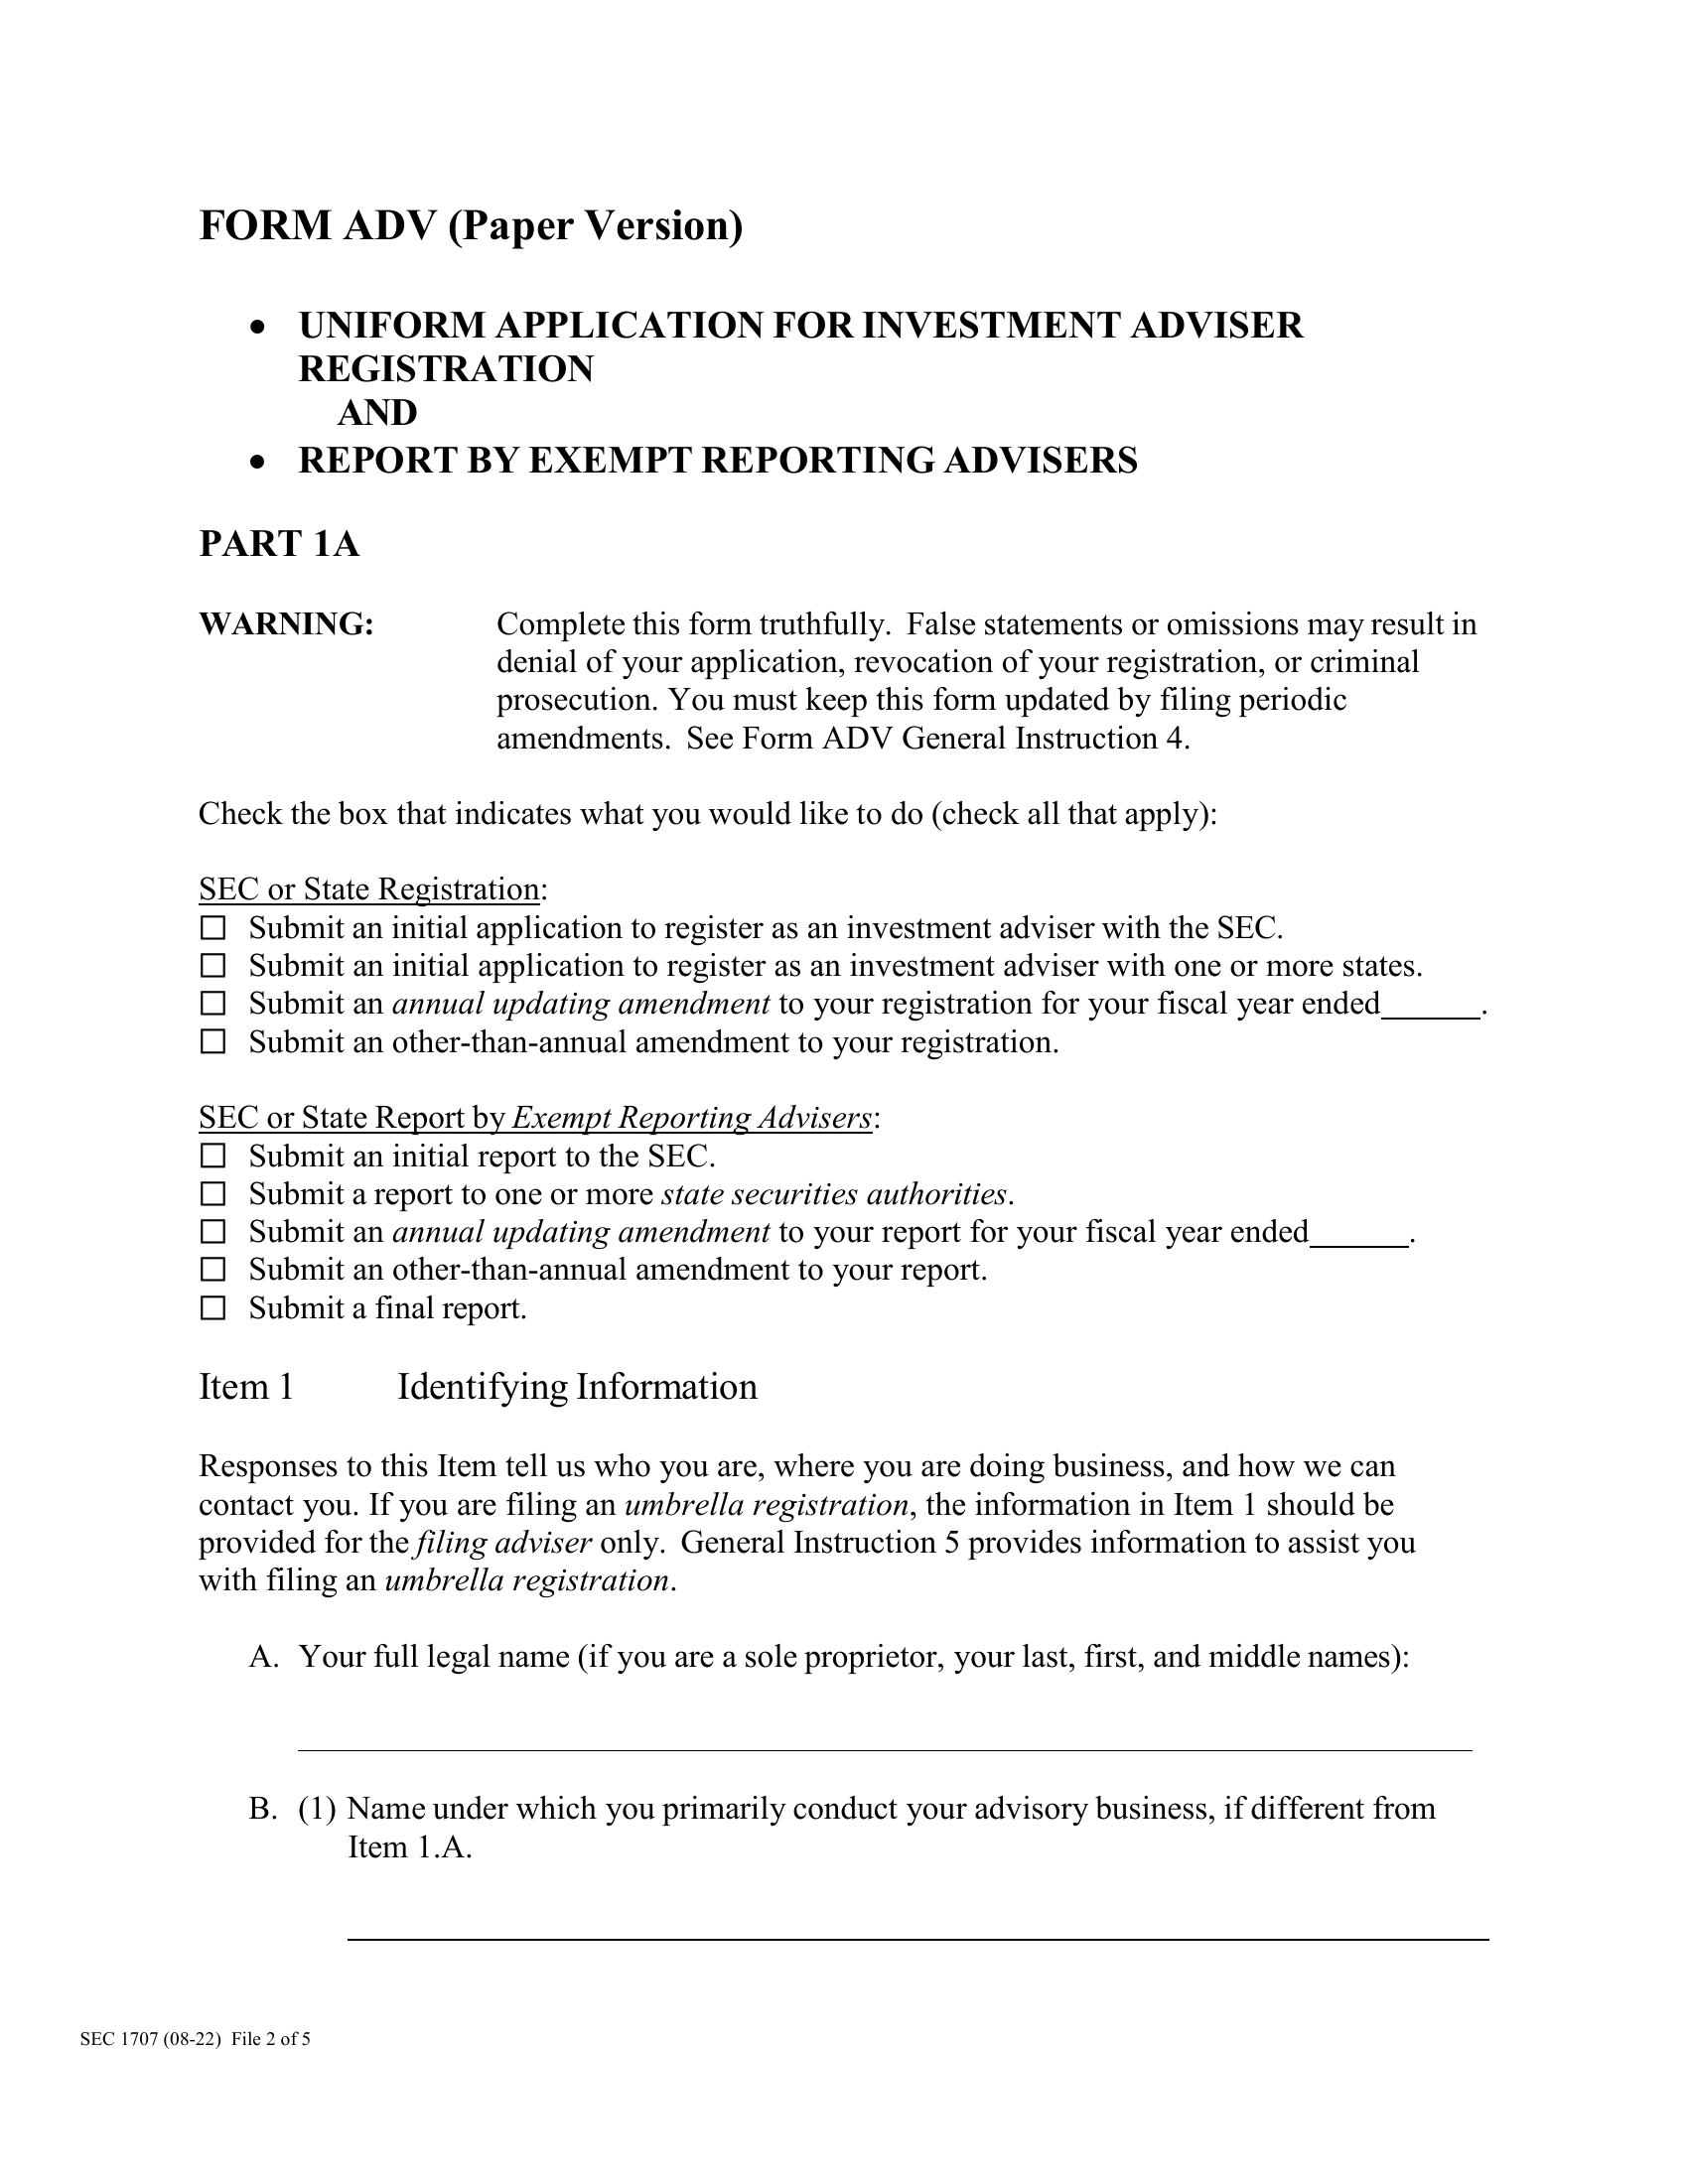 FORM ADV (Paper Version)
• UNIFORM APPLICATION FOR INVESTMENT ADVISER
REGISTRATION
AND
• REPORT BY EXEMPT REPORTING ADVISERS
PART 1A
WARNING: Complete this form truthfully. False statements or omissions may result in
denial of your application, revocation of your registration, or criminal
prosecution. You must keep this form updated by filing periodic
amendments. See Form ADV General Instruction 4.
Check the box that indicates what you would like to do (check all that apply):
SEC or State Registration:
☐ Submit an initial application to register as an investment adviser with the SEC.
☐ Submit an initial application to register as an investment adviser with one or more states.
☐ Submit an annual updating amendment to your registration for your fiscal year ended______.
☐ Submit an other-than-annual amendment to your registration.
SEC or State Report by Exempt Reporting Advisers:
☐ Submit an initial report to the SEC.
☐ Submit a report to one or more state securities authorities.
☐ Submit an annual updating amendment to your report for your fiscal year ended______.
☐ Submit an other-than-annual amendment to your report.
☐ Submit a final report.
Item 1 Identifying Information
Responses to this Item tell us who you are, where you are doing business, and how we can
contact you. If you are filing an umbrella registration, the information in Item 1 should be
provided for the filing adviser only. General Instruction 5 provides information to assist you
with filing an umbrella registration.
A. Your full legal name (if you are a sole proprietor, your last, first, and middle names):
B. (1) Name under which you primarily conduct your advisory business, if different from
Item 1.A.
SEC 1707 (08-22) File 2 of 5